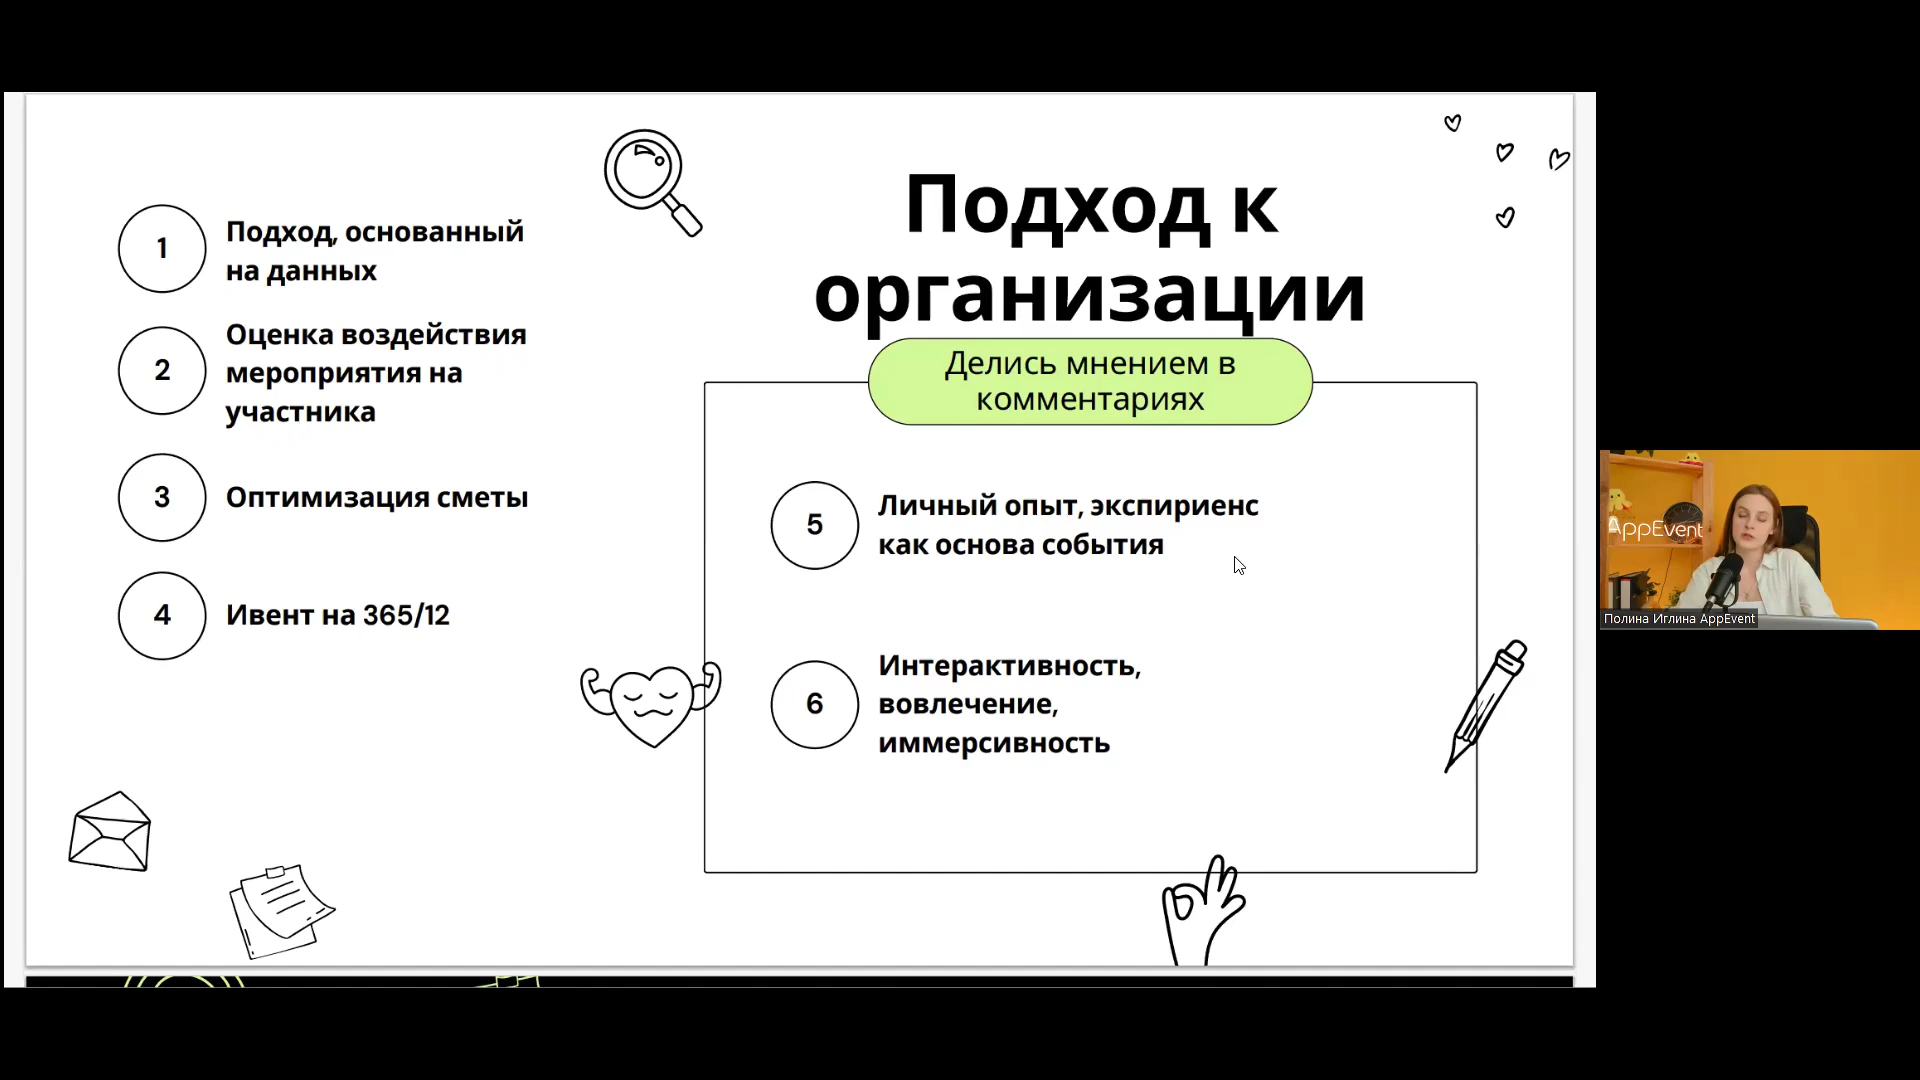 Подход к
организации
Делись мнением в
комментариях
1
Подход, основанный
на данных
2
Оценка воздействия
мероприятия на
участника
3
Оптимизация сметы
4
Ивент на 365/12
5
Личный опыт, экспириенс
как основа события
6
Интерактивность,
вовлечение,
иммерсивность
AppEvent
Полина Иглина AppEvent